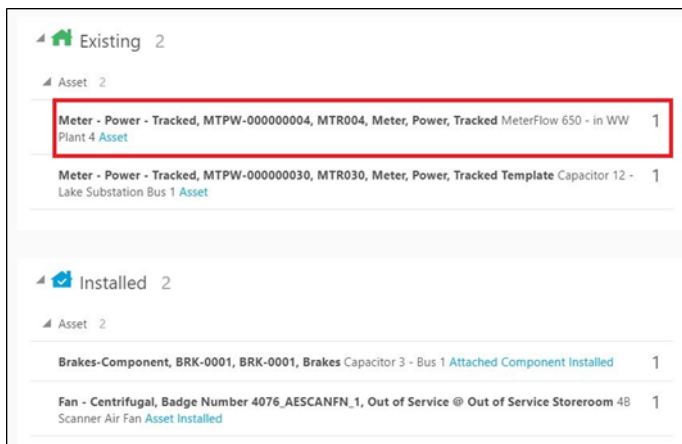 Existing 2
Asset 2
Meter - Power - Tracked, MTPW-000000004, MTR004, Meter, Power, Tracked MeterFlow 650 - in WW 1
Plant 4 Asset
Meter - Power - Tracked, MTPW-000000030, MTR030, Meter, Power, Tracked Template Capacitor 12 - 1
Lake Substation Bus 1 Asset
Installed 2
Asset 2
Brakes-Component, BRK-0001, BRK-0001, Brakes Capacitor 3 - Bus 1 Attached Component Installed 1
Fan - Centrifugal, Badge Number 4076_AESCANFN_1, Out of Service @ Out of Service Storeroom 4B 1
Scanner Air Fan Asset Installed